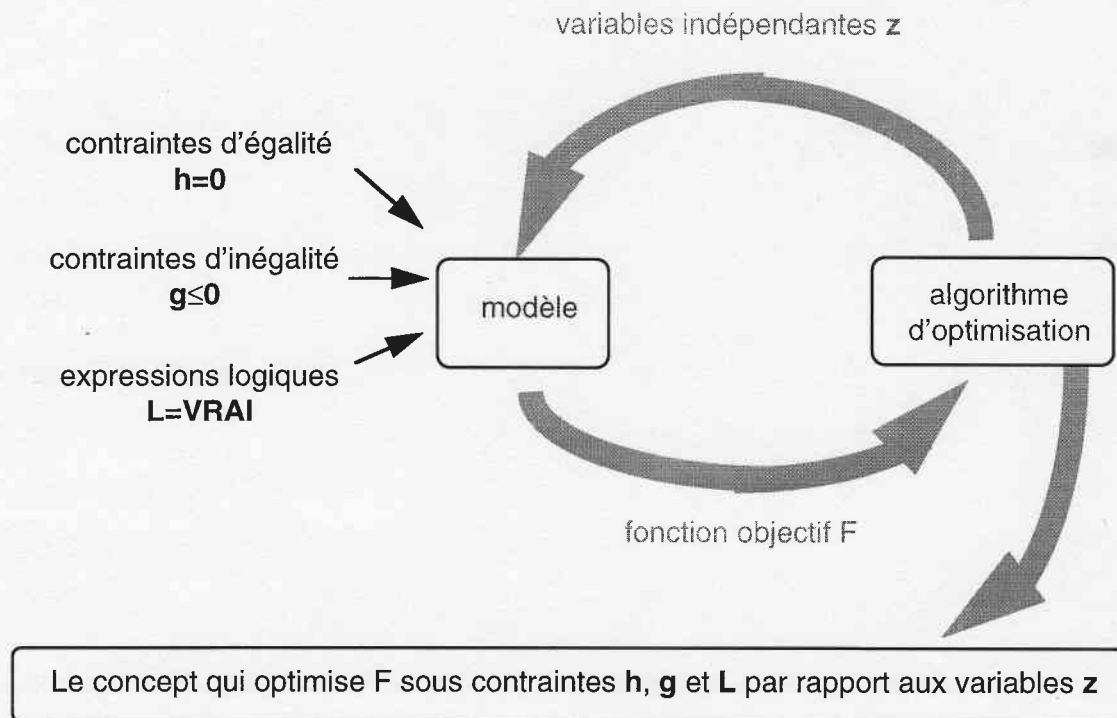 variables indépendantes z
contraintes d'égalité
h=0
contraintes d'inégalité
g≤0
expressions logiques
L=VRAI
modèle
algorithme
d'optimisation
fonction objectif F
Le concept qui optimise F sous contraintes h, g et L par rapport aux variables z